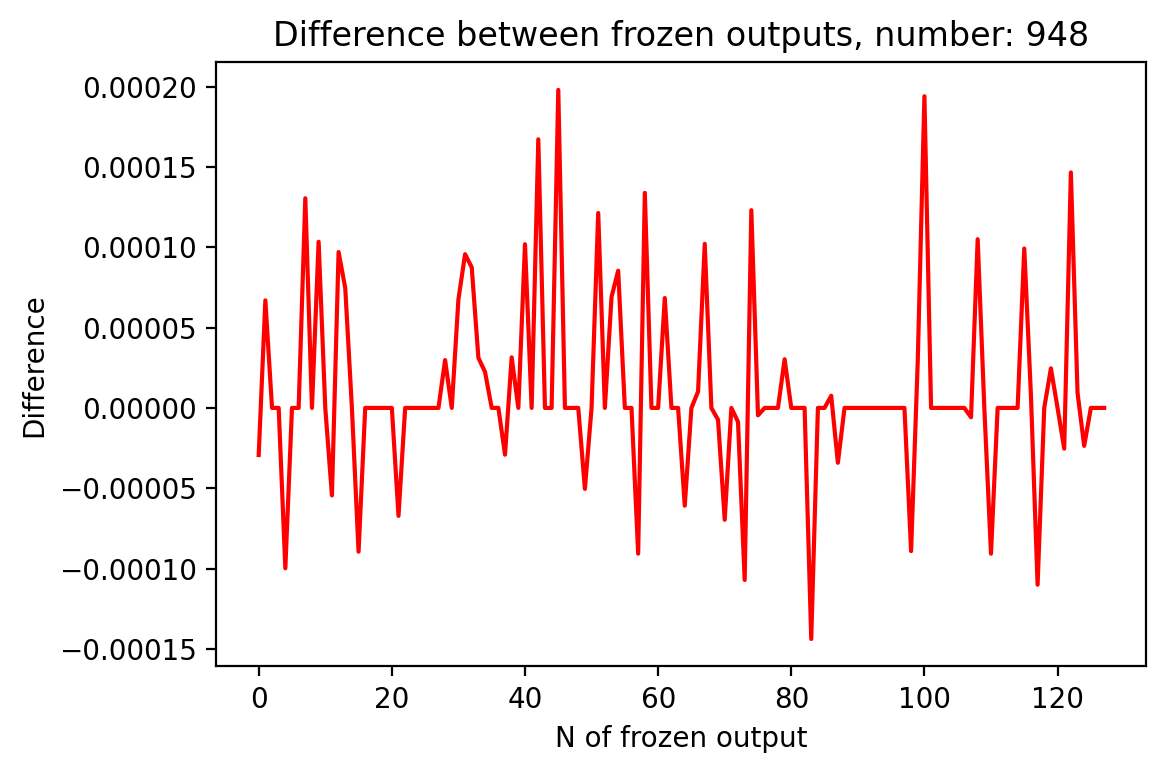 Difference between frozen outputs, number: 948
0.00020
0.00015
0.00010
0.00005
0.00000
−0.00005
−0.00010
−0.00015
Difference
0 20 40 60 80 100 120
N of frozen output